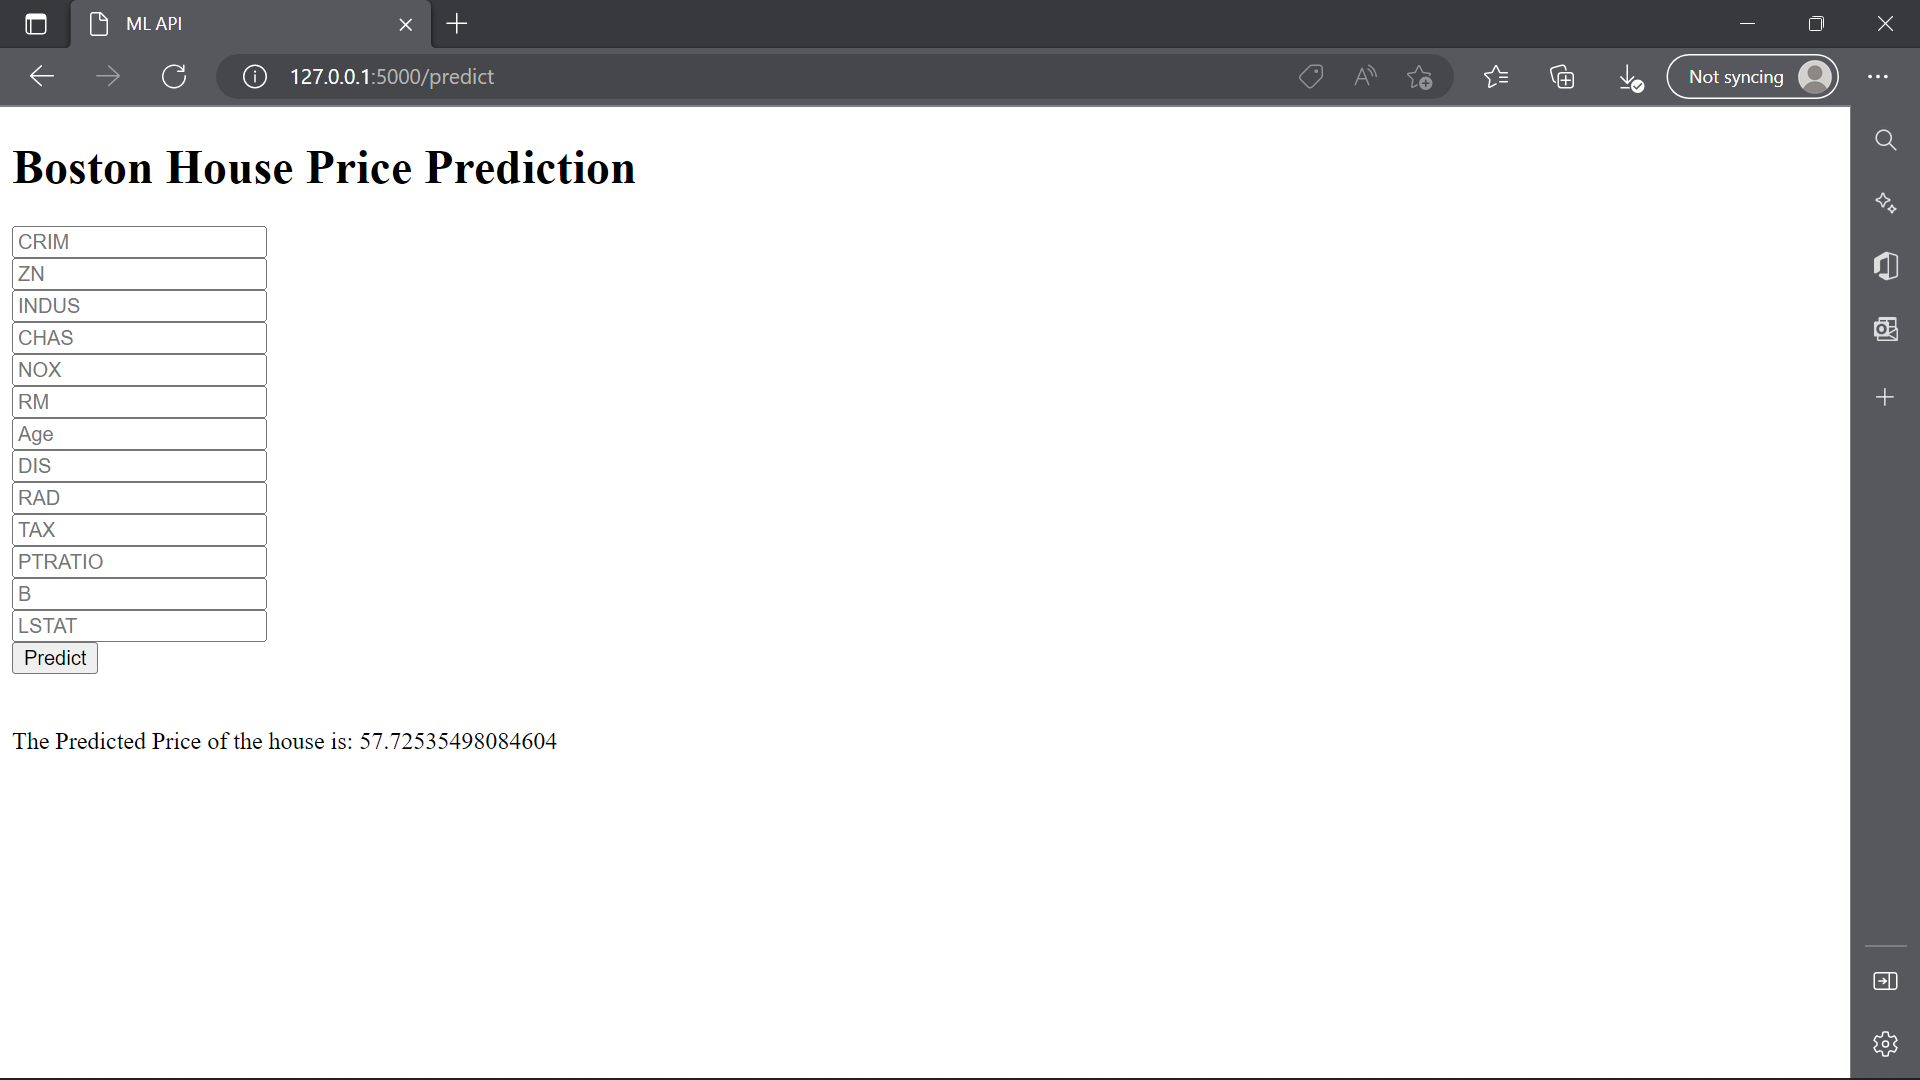 ML API
127.0.0.1:5000/predict
Not syncing
Boston House Price Prediction
CRIM
ZN
INDUS
CHAS
NOX
RM
Age
DIS
RAD
TAX
PTRATIO
B
LSTAT
Predict
The Predicted Price of the house is: 57.72535498084604